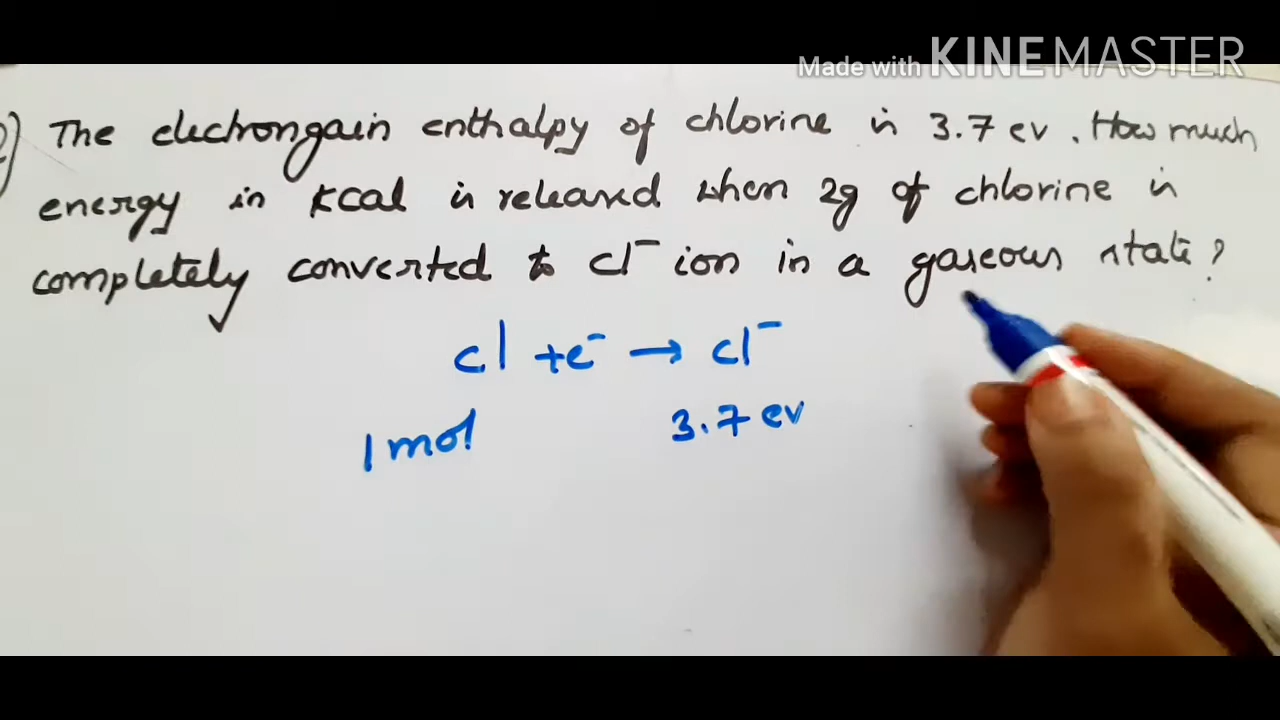 Made with KINEMASTER
The electrongain enthalpy of chlorine is 3.7 ev. How much
energy in kcal is released when 2g of chlorine is
completely converted to Cl⁻ ion in a gaseous state?
Cl + e⁻ → Cl⁻
1 mol 3.7 ev